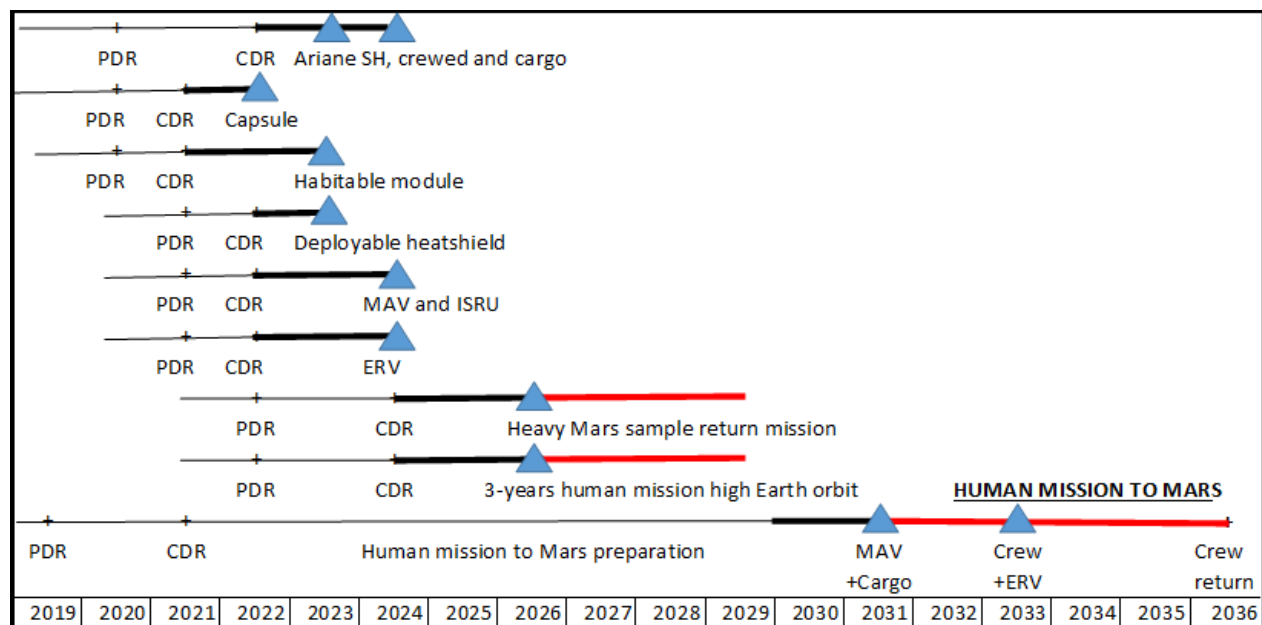 PDR CDR Ariane SH, crewed and cargo
PDR CDR Capsule
PDR CDR Habitable module
PDR CDR Deployable heatshield
PDR CDR MAV and ISRU
PDR CDR ERV
PDR CDR Heavy Mars sample return mission
PDR CDR 3-years human mission high Earth orbit
HUMAN MISSION TO MARS
PDR CDR Human mission to Mars preparation MAV Crew Crew
+Cargo +ERV return
2019 2020 2021 2022 2023 2024 2025 2026 2027 2028 2029 2030 2031 2032 2033 2034 2035 2036